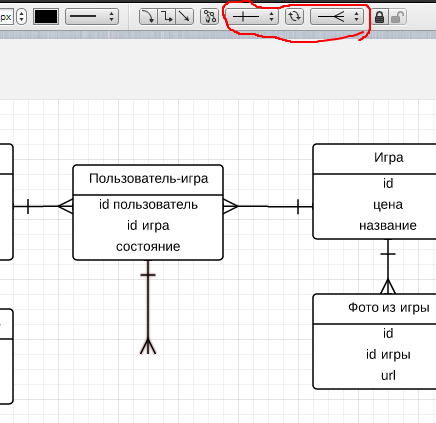 px
Пользователь-игра
id пользователь
id игра
состояние
Игра
id
цена
название
Фото из игры
id
id игры
url